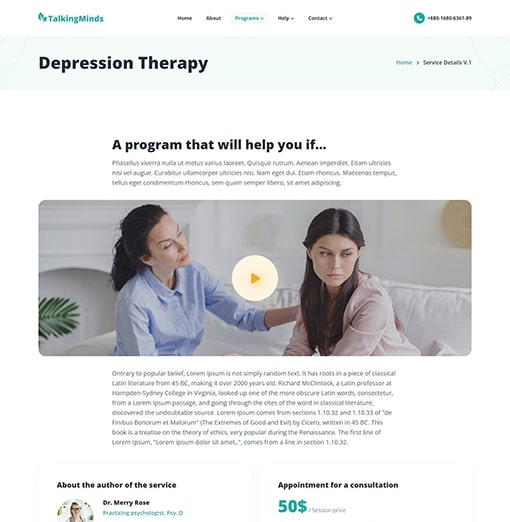 TalkingMinds
Home About Programs Help Contact
+880-1680-6361-89
Depression Therapy
Home > Service Details V.1
A program that will help you if...
Phasellus viverra nulla ut metus varius laoreet. Quisque rutrum. Aenean imperdiet. Etiam ultricies
nisi vel augue. Curabitur ullamcorper ultricies nisi. Nam eget dui. Etiam rhoncus. Maecenas tempus,
tellus eget condimentum rhoncus, sem quam semper libero, sit amet adipiscing.
Ontrary to popular belief, Lorem Ipsum is not simply random text. It has roots in a piece of classical
Latin literature from 45 BC, making it over 2000 years old. Richard McClintock, a Latin professor at
Hampden-Sydney College in Virginia, looked up one of the more obscure Latin words, consectetur,
from a Lorem Ipsum passage, and going through the cites of the word in classical literature,
discovered the undoubtable source. Lorem Ipsum comes from sections 1.10.32 and 1.10.33 of "de
Finibus Bonorum et Malorum" (The Extremes of Good and Evil) by Cicero, written in 45 BC. This
book is a treatise on the theory of ethics, very popular during the Renaissance. The first line of
Lorem Ipsum, "Lorem ipsum dolor sit amet..", comes from a line in section 1.10.32.
About the author of the service
Dr. Merry Rose
Practicing psychologist, Psy. D
Appointment for a consultation
50$ / Session price